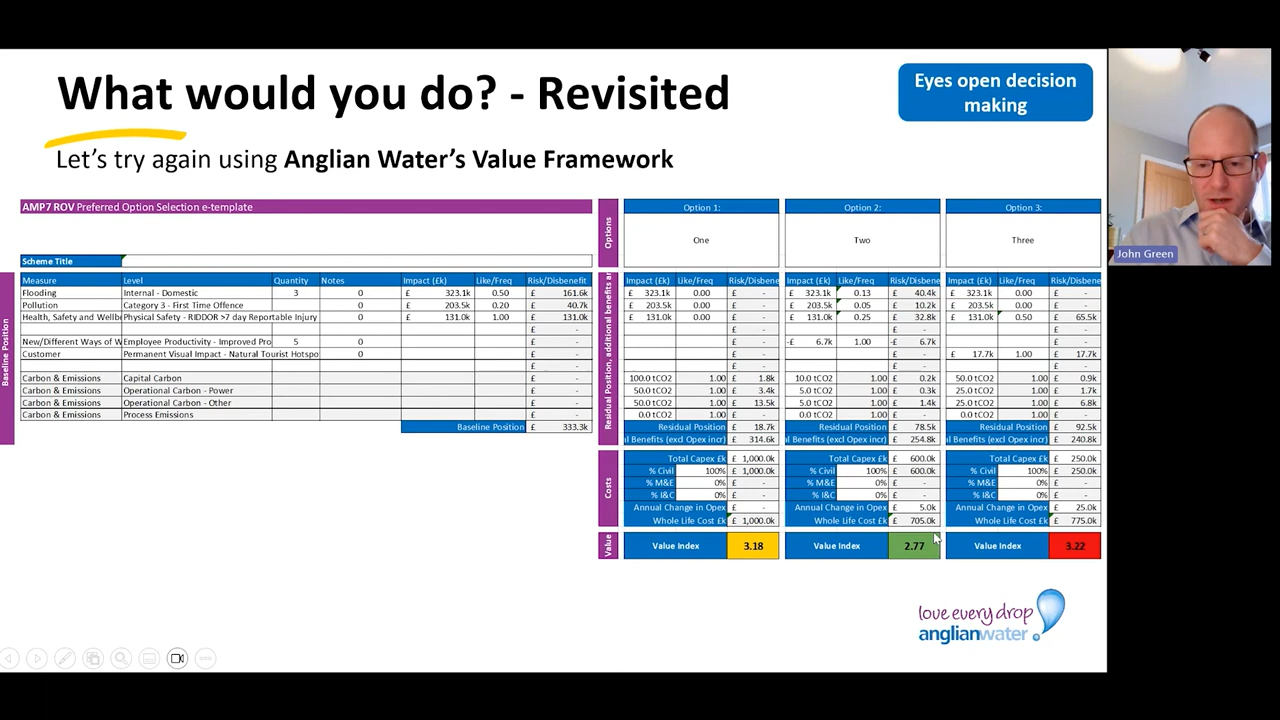 What would you do? - Revisited
Eyes open decision
making
Let's try again using Anglian Water's Value Framework
AMP7 ROV Preferred Option Selection e-template
Options
Option 1: Option 2: Option 3:
One Two Three
Scheme Title
Baseline Position
Measure Level Quantity Notes Impact (£k) Like/Freq Risk/Disbenefit
Flooding Internal - Domestic 3 0 £ 323.1k 0.50 £ 161.6k
Pollution Category 3 - First Time Offence 0 £ 203.5k 0.20 £ 40.7k
Health, Safety and Wellbe Physical Safety - RIDDOR >7 day Reportable Injury 0 £ 131.0k 1.00 £ 131.0k
£ -
New/Different Ways of W Employee Productivity - Improved Pro 5 0 £ -
Customer Permanent Visual Impact - Natural Tourist Hotspo 0 £ -
£ -
Carbon & Emissions Capital Carbon £ -
Carbon & Emissions Operational Carbon - Power £ -
Carbon & Emissions Operational Carbon - Other £ -
Carbon & Emissions Process Emissions £ -
Baseline Position £ 333.3k
Residual Position, additional benefits an
Impact (£k) Like/Freq Risk/Disbene
£ 323.1k 0.00 £ -
£ 203.5k 0.00 £ -
£ 131.0k 0.00 £ -
£ -
£ -
£ -
£ -
100.0 tCO2 1.00 £ 1.8k
50.0 tCO2 1.00 £ 3.4k
50.0 tCO2 1.00 £ 13.5k
0.0 tCO2 1.00 £ -
Residual Position £ 18.7k
al Benefits (excl Opex incr) £ 314.6k
Impact (£k) Like/Freq Risk/Disbene
£ 323.1k 0.13 £ 40.4k
£ 203.5k 0.05 £ 10.2k
£ 131.0k 0.25 £ 32.8k
£ -
-£ 6.7k 1.00 -£ 6.7k
£ -
£ -
10.0 tCO2 1.00 £ 0.2k
5.0 tCO2 1.00 £ 0.3k
5.0 tCO2 1.00 £ 1.4k
0.0 tCO2 1.00 £ -
Residual Position £ 78.5k
al Benefits (excl Opex incr) £ 254.8k
Impact (£k) Like/Freq Risk/Disbene
£ 323.1k 0.00 £ -
£ 203.5k 0.00 £ -
£ 131.0k 0.50 £ 65.5k
£ -
£ -
£ 17.7k 1.00 £ 17.7k
£ -
50.0 tCO2 1.00 £ 0.9k
25.0 tCO2 1.00 £ 1.7k
25.0 tCO2 1.00 £ 6.8k
0.0 tCO2 1.00 £ -
Residual Position £ 92.5k
al Benefits (excl Opex incr) £ 240.8k
Costs
Total Capex £k £ 1,000.0k
% Civil 100% £ 1,000.0k
% M&E 0% £ -
% I&C 0% £ -
Annual Change in Opex £ -
Whole Life Cost £k £ 1,000.0k
Total Capex £k £ 600.0k
% Civil 100% £ 600.0k
% M&E 0% £ -
% I&C 0% £ -
Annual Change in Opex £ 5.0k
Whole Life Cost £k £ 705.0k
Total Capex £k £ 250.0k
% Civil 100% £ 250.0k
% M&E 0% £ -
% I&C 0% £ -
Annual Change in Opex £ 25.0k
Whole Life Cost £k £ 775.0k
Value
Value Index 3.18
Value Index 2.77
Value Index 3.22
love every drop
anglianwater
John Green